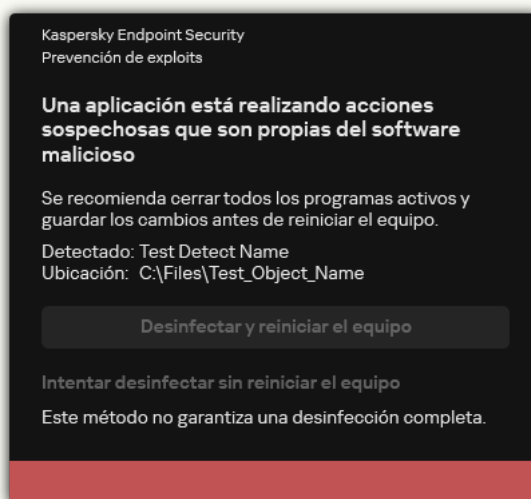 Kaspersky Endpoint Security
Prevención de exploits
Una aplicación está realizando acciones
sospechosas que son propias del software
malicioso
Se recomienda cerrar todos los programas activos y
guardar los cambios antes de reiniciar el equipo.
Detectado: Test Detect Name
Ubicación: C:\Files\Test_Object_Name
Desinfectar y reiniciar el equipo
Intentar desinfectar sin reiniciar el equipo
Este método no garantiza una desinfección completa.